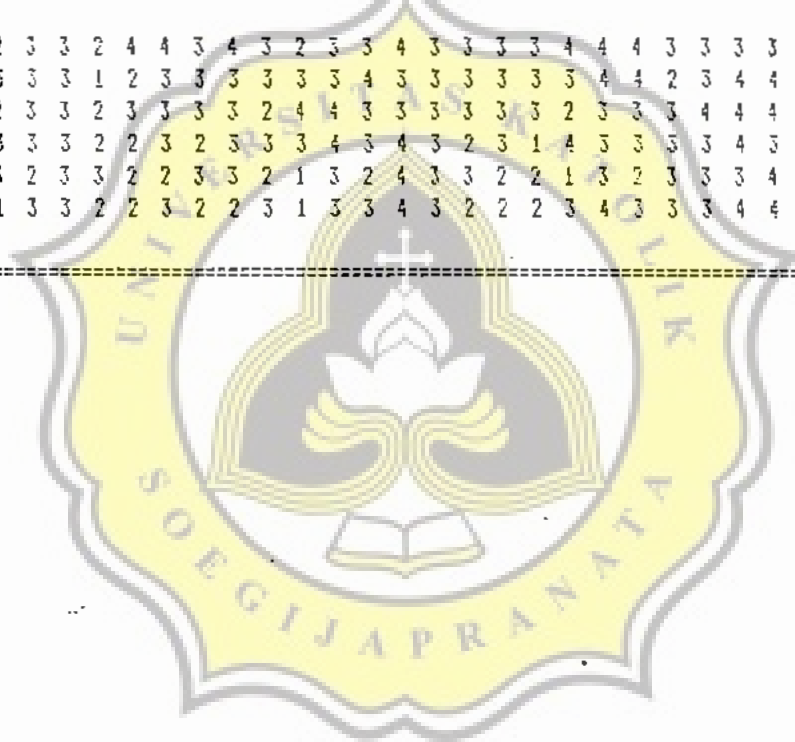 3 3 2 4 4 3 4 3 2 3 3 4 3 3 3 3 4 4 4 3 3 3 3
3 3 1 2 3 3 3 3 3 3 4 3 3 3 3 3 3 4 4 2 3 4 4
3 3 2 3 3 3 3 2 4 4 3 3 3 3 3 3 2 3 3 3 4 4 4
3 3 2 2 3 2 3 3 3 4 3 4 3 2 3 1 4 3 3 3 3 4 3
2 3 3 2 2 3 3 2 1 3 2 4 3 3 2 2 1 3 2 3 3 3 4
3 3 2 2 3 2 2 3 1 3 3 4 3 2 2 2 3 4 3 3 3 4 4
UNIVERSITAS KATOLIK
SOEGIJAPRANATA